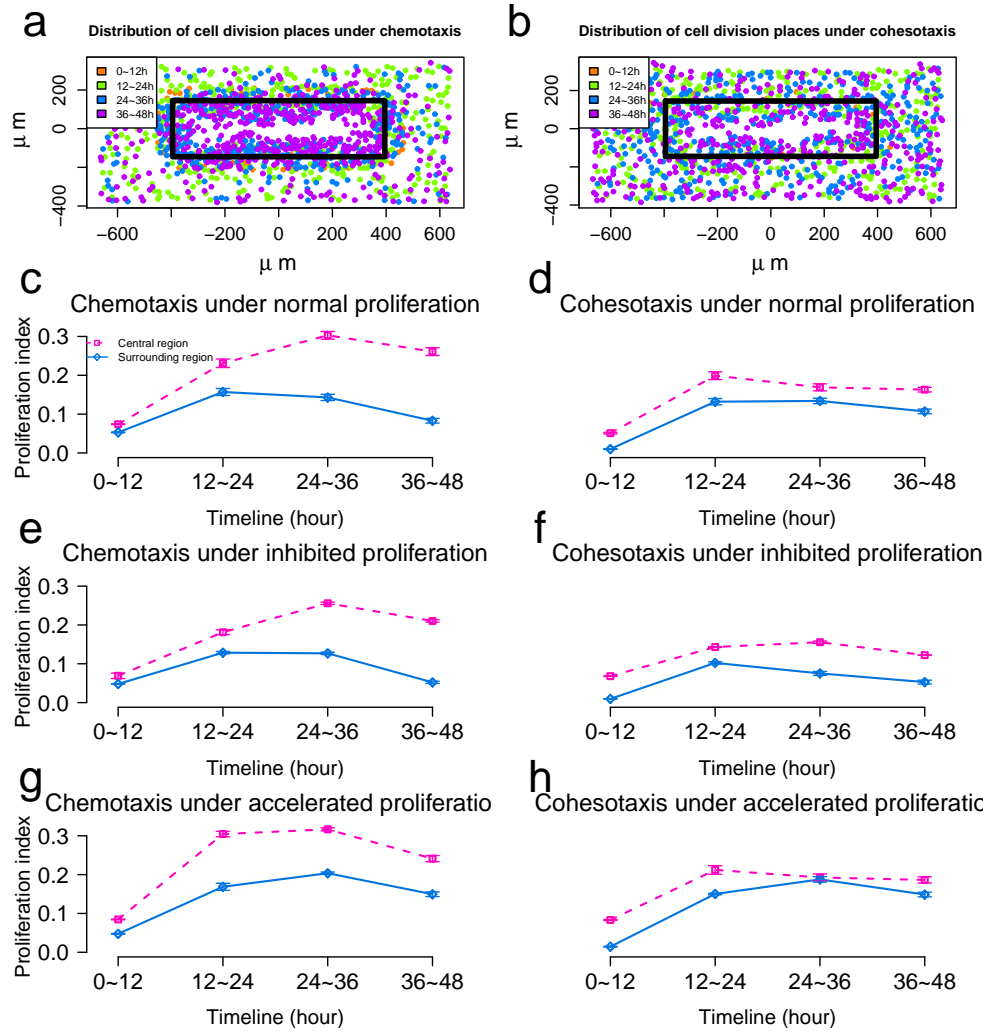 a
Distribution of cell division places under chemotaxis
0~12h
12~24h
24~36h
36~48h
μ m
200
0
−400
−600
−200
0
200
400
600
μ m
b
Distribution of cell division places under cohesotaxis
0~12h
12~24h
24~36h
36~48h
μ m
200
0
−400
−600
−200
0
200
400
600
μ m
c
Chemotaxis under normal proliferation
Central region
Surrounding region
Proliferation index
0.3
0.2
0.1
0.0
0~12
12~24
24~36
36~48
Timeline (hour)
d
Cohesotaxis under normal proliferation
0~12
12~24
24~36
36~48
Timeline (hour)
e
Chemotaxis under inhibited proliferation
Proliferation index
0.3
0.2
0.1
0.0
0~12
12~24
24~36
36~48
Timeline (hour)
f
Cohesotaxis under inhibited proliferation
0~12
12~24
24~36
36~48
Timeline (hour)
g
Chemotaxis under accelerated proliferatio
Proliferation index
0.3
0.2
0.1
0.0
0~12
12~24
24~36
36~48
Timeline (hour)
h
Cohesotaxis under accelerated proliferatio
0~12
12~24
24~36
36~48
Timeline (hour)